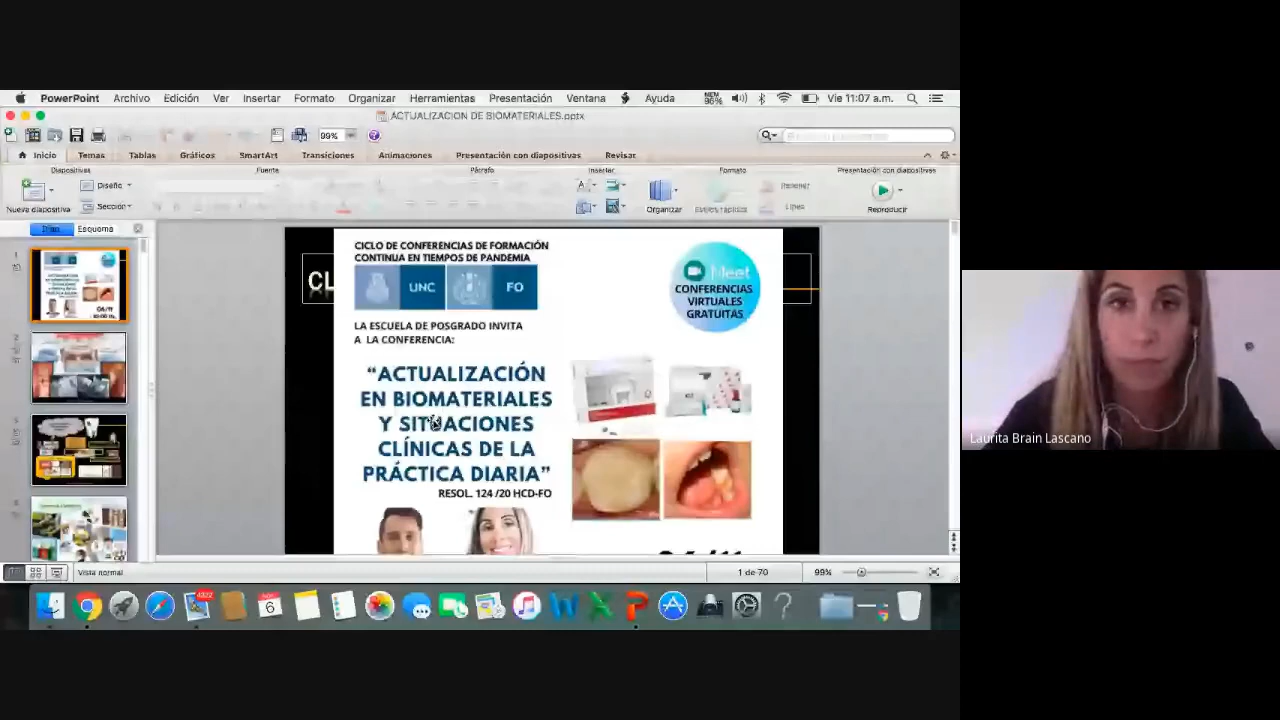 PowerPoint Archivo Edición Ver Insertar Formato Organizar Herramientas Presentación Ventana Ayuda Vie 11:07 a.m.
ACTUALIZACION DE BIOMATERIALES.pptx
99%
Inicio Temas Tablas Gráficos SmartArt Transiciones Animaciones Presentación con diapositivas Revisar
Diapositivas Fuente Párrafo Insertar Formato Presentación con diapositivas
Diseño
Sección
Nueva diapositiva
Organizar
Estilos rápidos
Reproducir
Esquema
CICLO DE CONFERENCIAS DE FORMACIÓN
CONTINUA EN TIEMPOS DE PANDEMIA
UNC FO
Meet
CONFERENCIAS
VIRTUALES
GRATUITAS
CL
LA ESCUELA DE POSGRADO INVITA
A LA CONFERENCIA:
“ACTUALIZACIÓN
EN BIOMATERIALES
Y SITUACIONES
CLÍNICAS DE LA
PRÁCTICA DIARIA”
RESOL. 124 /20 HCD-FO
Vista normal
1 de 70
99%
Laurita Brain Lascano